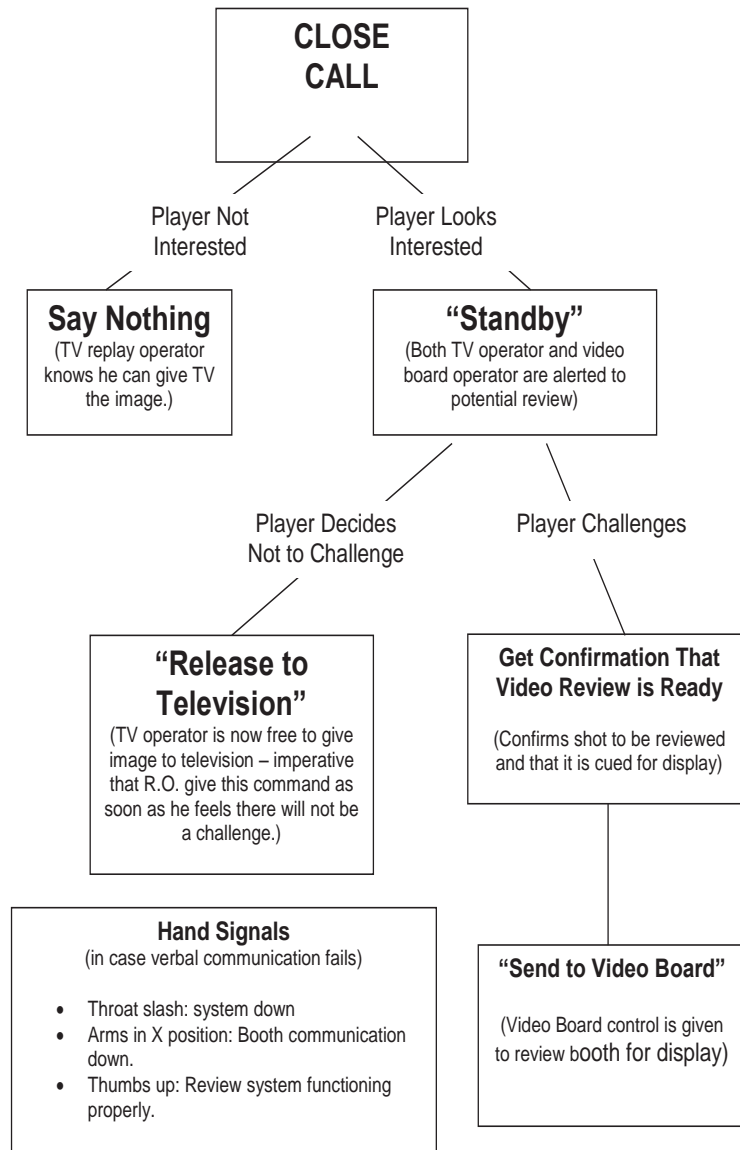 CLOSE
CALL
Player Not
Interested
Player Looks
Interested
Say Nothing
(TV replay operator
knows he can give TV
the image.)
“Standby”
(Both TV operator and video
board operator are alerted to
potential review)
Player Decides
Not to Challenge
Player Challenges
“Release to
Television”
(TV operator is now free to give
image to television – imperative
that R.O. give this command as
soon as he feels there will not be
a challenge.)
Get Confirmation That
Video Review is Ready
(Confirms shot to be reviewed
and that it is cued for display)
Hand Signals
(in case verbal communication fails)
• Throat slash: system down
• Arms in X position: Booth communication
down.
• Thumbs up: Review system functioning
properly.
“Send to Video Board”
(Video Board control is given
to review booth for display)